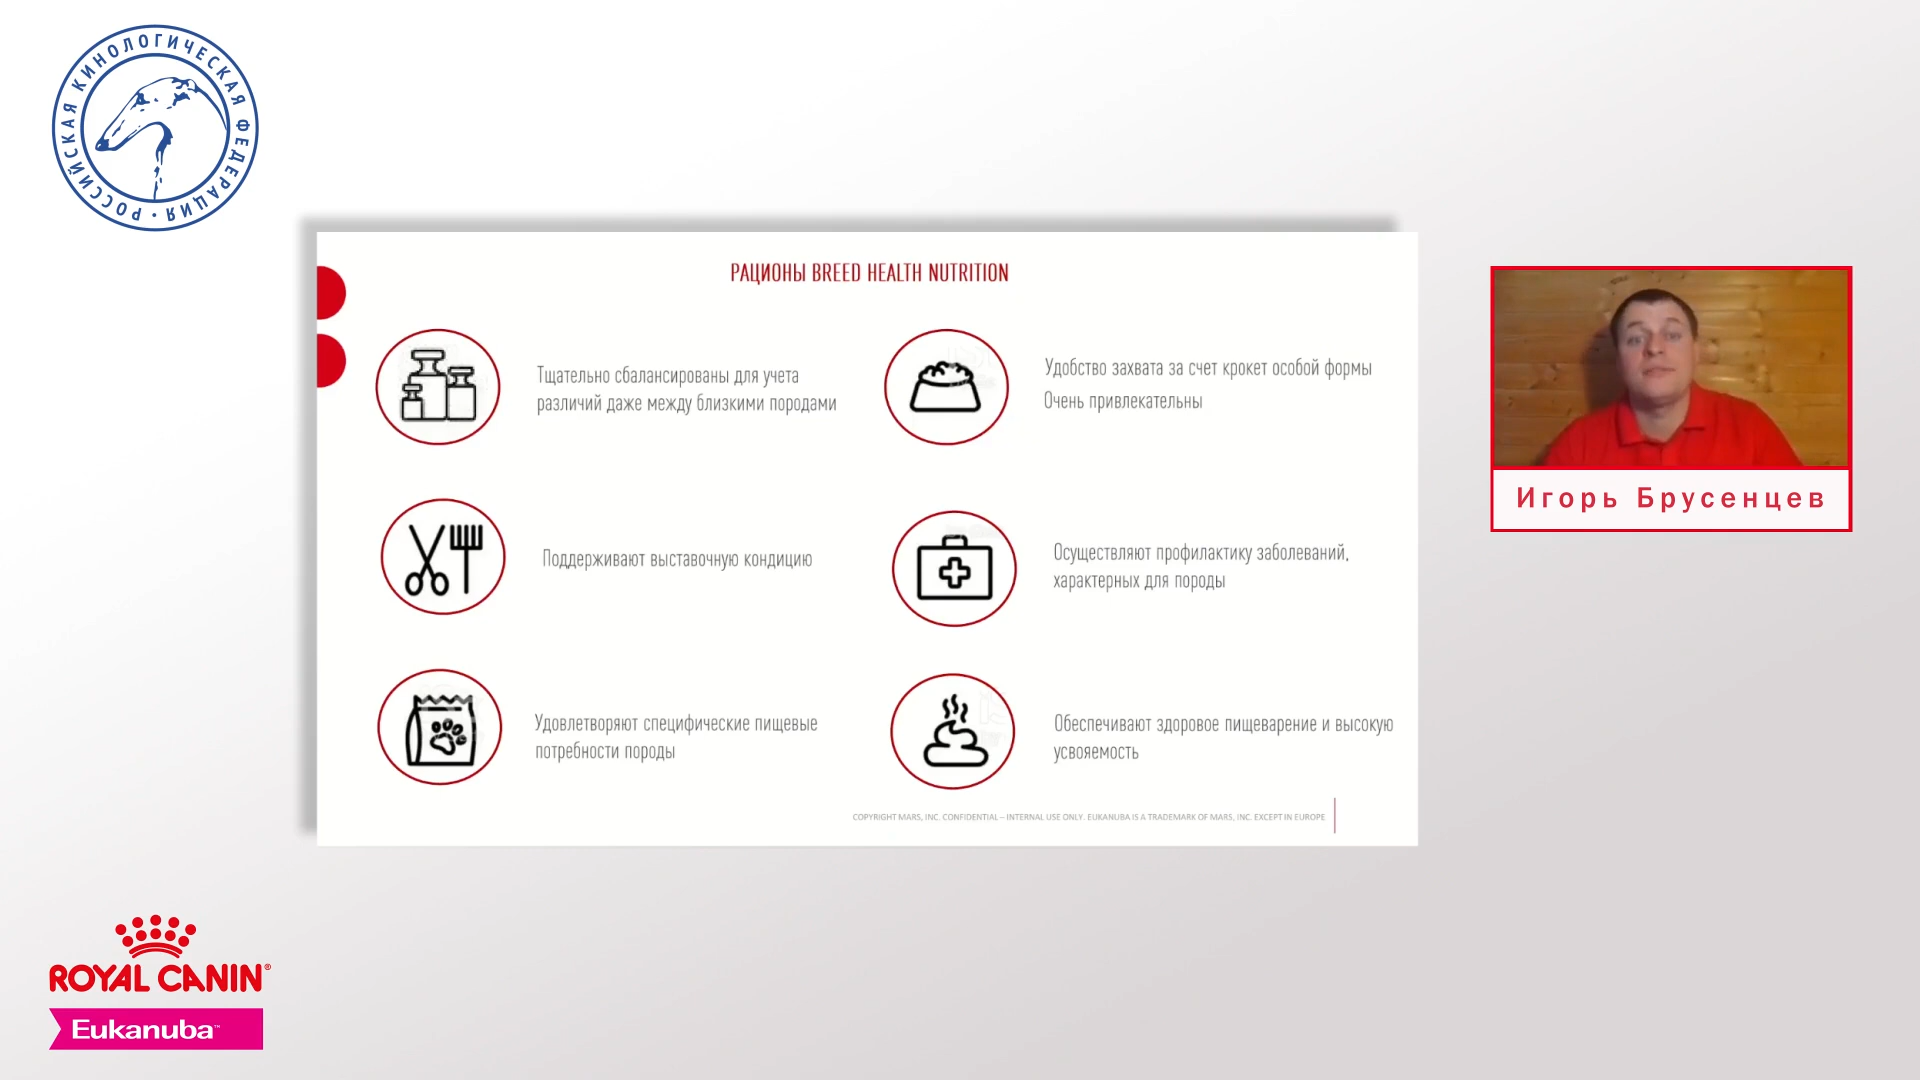 РОССИЙСКАЯ КИНОЛОГИЧЕСКАЯ ФЕДЕРАЦИЯ •
РАЦИОНЫ BREED HEALTH NUTRITION
Тщательно сбалансированы для учета
различий даже между близкими породами
Удобство захвата за счет крокет особой формы
Очень привлекательны
Поддерживают выставочную кондицию
Осуществляют профилактику заболеваний,
характерных для породы
Удовлетворяют специфические пищевые
потребности породы
Обеспечивают здоровое пищеварение и высокую
усвояемость
COPYRIGHT MARS, INC. CONFIDENTIAL – INTERNAL USE ONLY. EUKANUBA IS A TRADEMARK OF MARS, INC. EXCEPT IN EUROPE
Игорь Брусенцев
ROYAL CANIN®
Eukanuba™